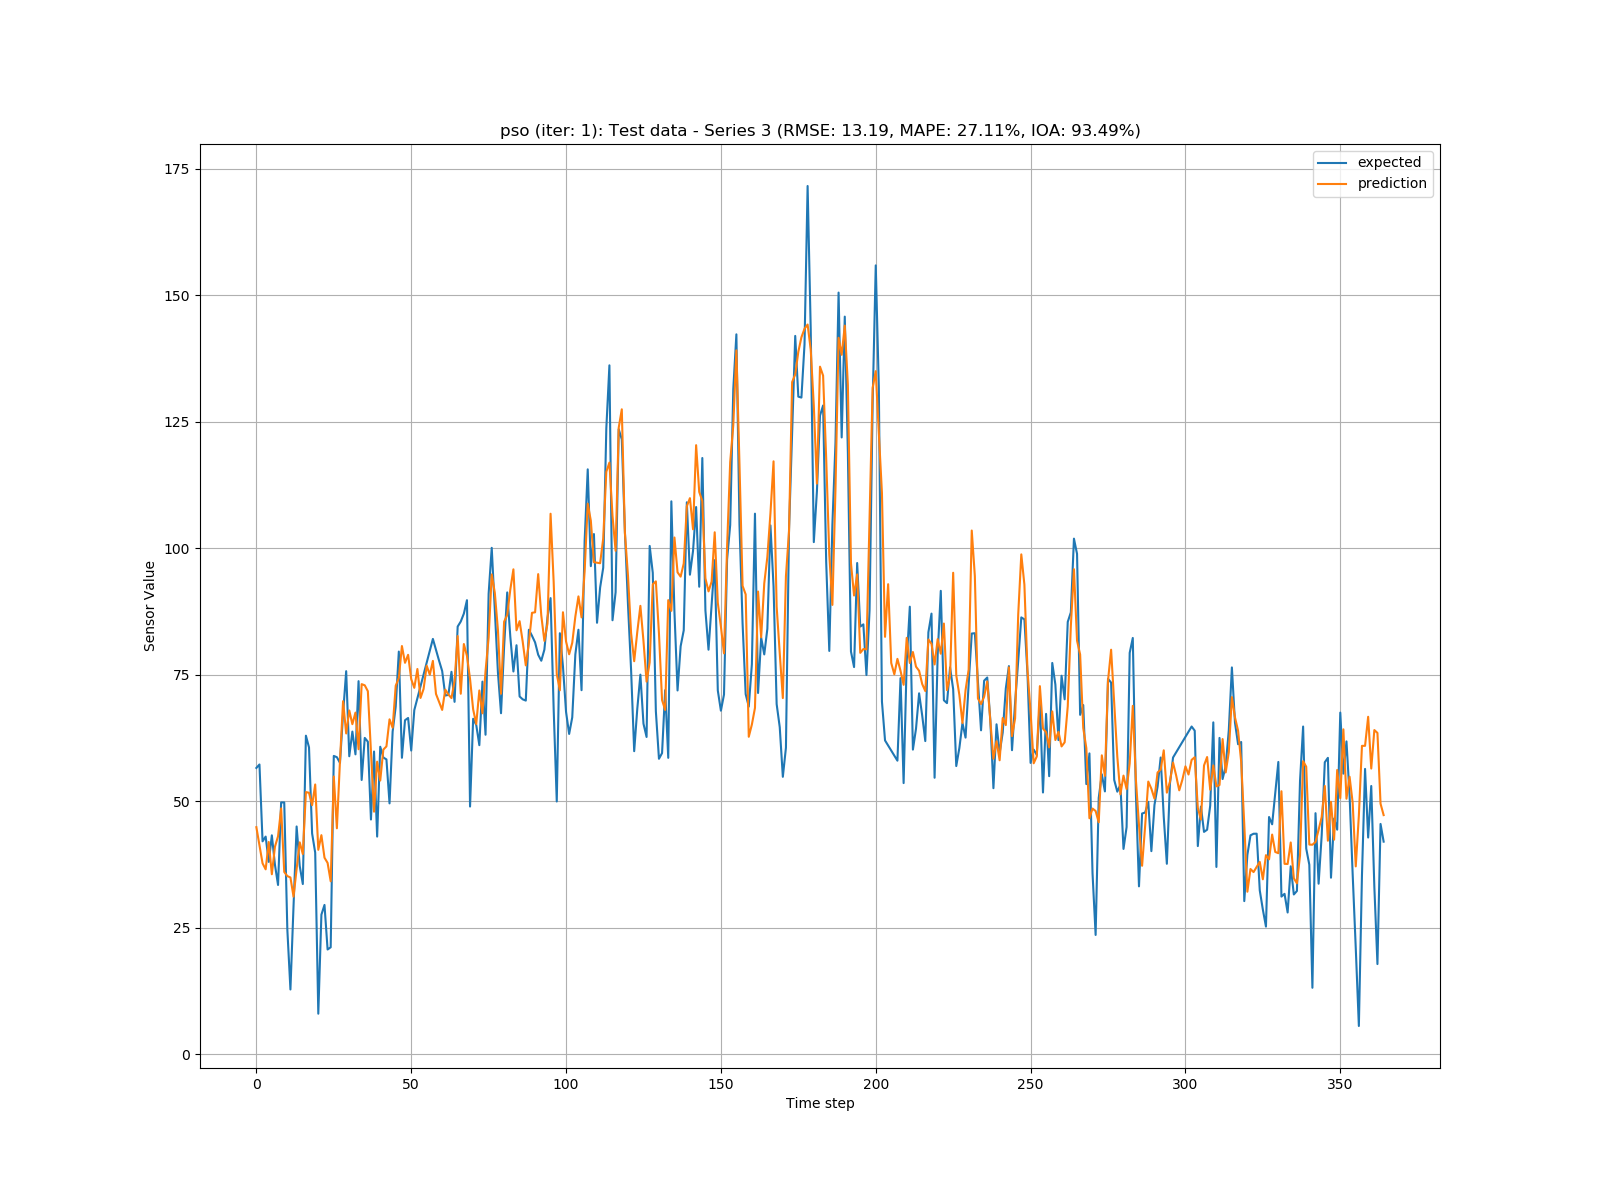 pso (iter: 1): Test data - Series 3 (RMSE: 13.19, MAPE: 27.11%, IOA: 93.49%)
expected
prediction
175
150
125
100
75
50
25
0
Sensor Value
0 50 100 150 200 250 300 350
Time step